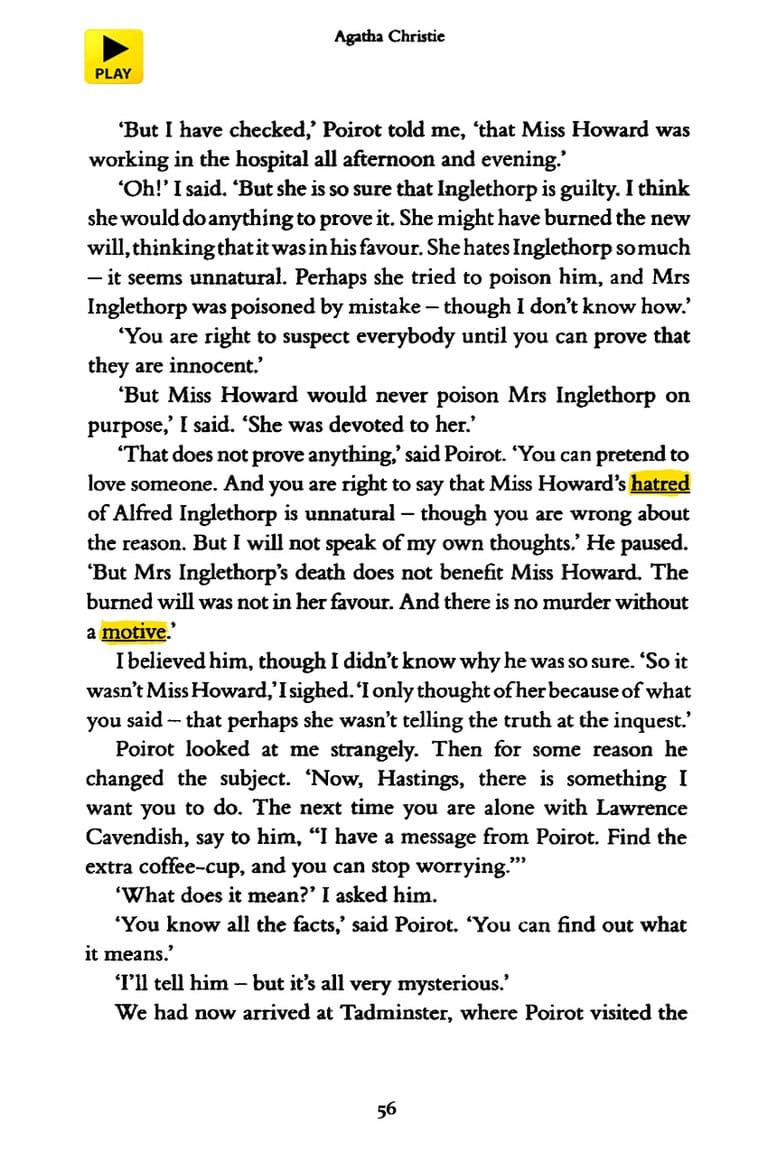 Agatha Christie
PLAY
‘But I have checked,’ Poirot told me, ‘that Miss Howard was
working in the hospital all afternoon and evening.’
‘Oh!’ I said. ‘But she is so sure that Inglethorp is guilty. I think
she would do anything to prove it. She might have burned the new
will, thinking that it was in his favour. She hates Inglethorp so much
– it seems unnatural. Perhaps she tried to poison him, and Mrs
Inglethorp was poisoned by mistake – though I don’t know how.’
‘You are right to suspect everybody until you can prove that
they are innocent.’
‘But Miss Howard would never poison Mrs Inglethorp on
purpose,’ I said. ‘She was devoted to her.’
‘That does not prove anything,’ said Poirot. ‘You can pretend to
love someone. And you are right to say that Miss Howard’s hatred
of Alfred Inglethorp is unnatural – though you are wrong about
the reason. But I will not speak of my own thoughts.’ He paused.
‘But Mrs Inglethorp’s death does not benefit Miss Howard. The
burned will was not in her favour. And there is no murder without
a motive.’
I believed him, though I didn’t know why he was so sure. ‘So it
wasn’t Miss Howard,’ I sighed. ‘I only thought of her because of what
you said – that perhaps she wasn’t telling the truth at the inquest.’
Poirot looked at me strangely. Then for some reason he
changed the subject. ‘Now, Hastings, there is something I
want you to do. The next time you are alone with Lawrence
Cavendish, say to him, “I have a message from Poirot. Find the
extra coffee-cup, and you can stop worrying.”’
‘What does it mean?’ I asked him.
‘You know all the facts,’ said Poirot. ‘You can find out what
it means.’
‘I’ll tell him – but it’s all very mysterious.’
We had now arrived at Tadminster, where Poirot visited the
56